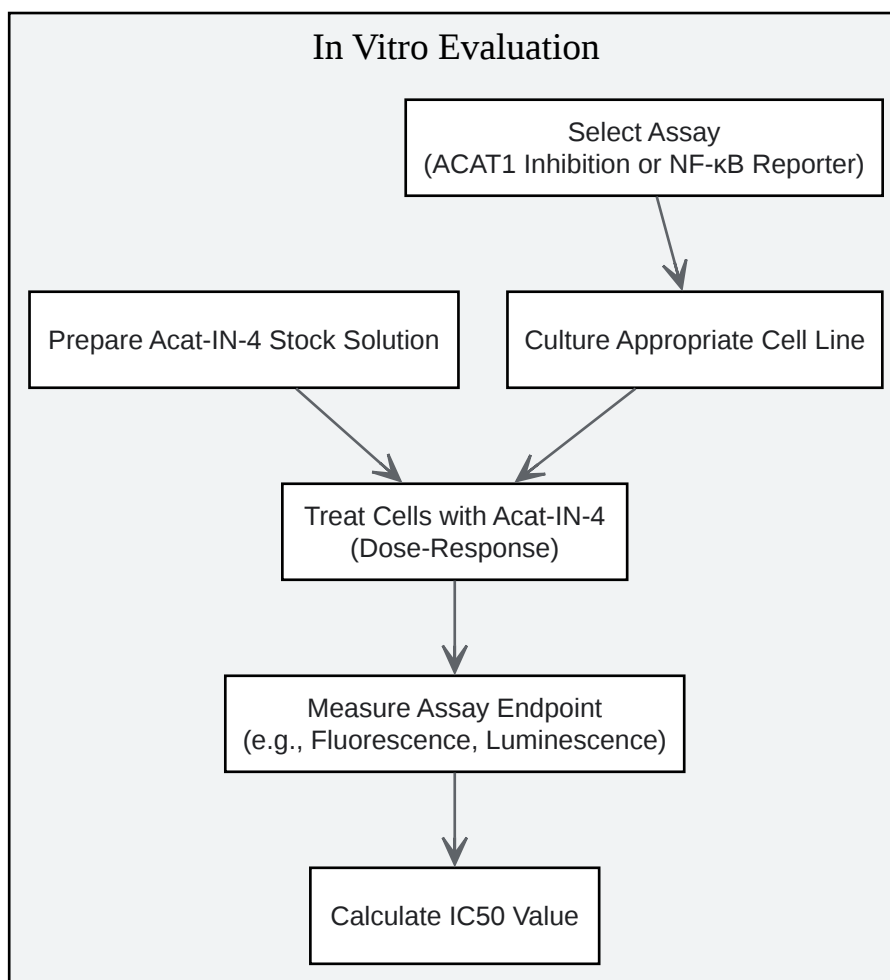 In Vitro Evaluation
Select Assay
(ACAT1 Inhibition or NF-κB Reporter)
Prepare Acat-IN-4 Stock Solution
Culture Appropriate Cell Line
Treat Cells with Acat-IN-4
(Dose-Response)
Measure Assay Endpoint
(e.g., Fluorescence, Luminescence)
Calculate IC50 Value